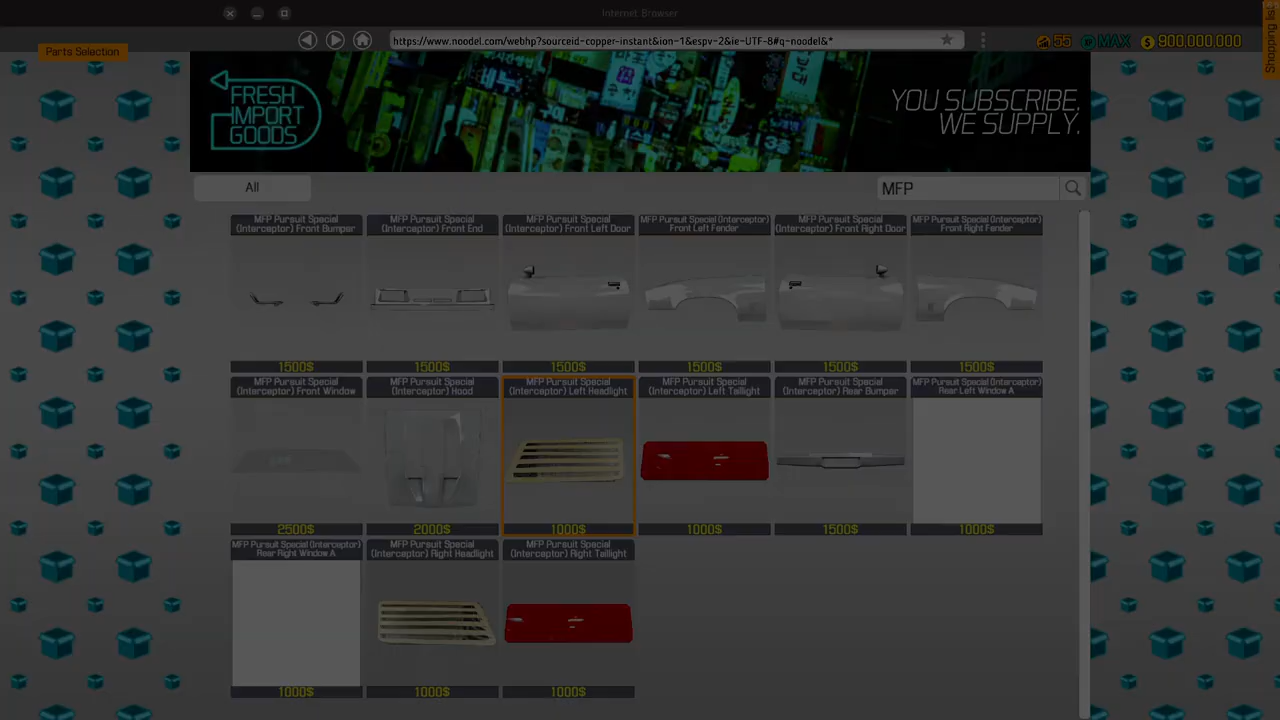 Internet Browser
Shopping list
Parts Selection
https://www.noodel.com/webhp?sourceid-copper-instant&ion-1&espv-2&ie-UTF-8#q-noodel&*
55
MAX
900,000,000
FRESH
IMPORT
GOODS
YOU SUBSCRIBE.
WE SUPPLY.
All
MFP
MFP Pursuit Special
(Interceptor) Front Bumper
MFP Pursuit Special
(Interceptor) Front End
MFP Pursuit Special
(Interceptor) Front Left Door
MFP Pursuit Special (Interceptor)
Front Left Fender
MFP Pursuit Special
(Interceptor) Front Right Door
MFP Pursuit Special (Interceptor)
Front Right Fender
1500$
1500$
1500$
1500$
1500$
1500$
MFP Pursuit Special
(Interceptor) Front Window
MFP Pursuit Special
(Interceptor) Hood
MFP Pursuit Special
(Interceptor) Left Headlight
MFP Pursuit Special
(Interceptor) Left Taillight
MFP Pursuit Special
(Interceptor) Rear Bumper
MFP Pursuit Special (Interceptor)
Rear Left Window A
2500$
2000$
1000$
1000$
1500$
1000$
MFP Pursuit Special (Interceptor)
Rear Right Window A
MFP Pursuit Special
(Interceptor) Right Headlight
MFP Pursuit Special
(Interceptor) Right Taillight
1000$
1000$
1000$